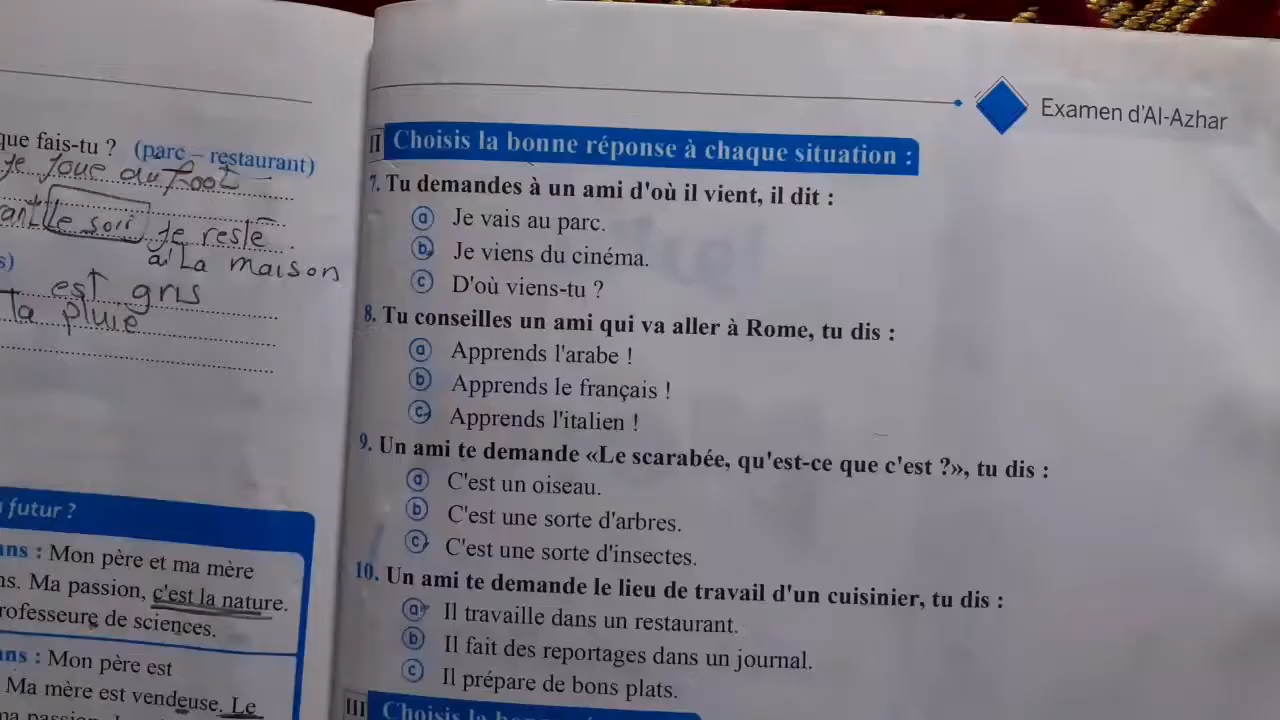 que fais-tu ? (parc – restaurant)
je joue au foot
ant le soir je reste
à la maison
s)
est gris
la pluie
futur ?
ans : Mon père et ma mère
ns. Ma passion, c'est la nature.
rofesseure de sciences.
ans : Mon père est
Ma mère est vendeuse. Le
Examen d'Al-Azhar
II Choisis la bonne réponse à chaque situation :
7. Tu demandes à un ami d'où il vient, il dit :
a Je vais au parc.
b Je viens du cinéma.
c D'où viens-tu ?
8. Tu conseilles un ami qui va aller à Rome, tu dis :
a Apprends l'arabe !
b Apprends le français !
c Apprends l'italien !
9. Un ami te demande «Le scarabée, qu'est-ce que c'est ?», tu dis :
a C'est un oiseau.
b C'est une sorte d'arbres.
c C'est une sorte d'insectes.
10. Un ami te demande le lieu de travail d'un cuisinier, tu dis :
a Il travaille dans un restaurant.
b Il fait des reportages dans un journal.
c Il prépare de bons plats.
III Choisis la